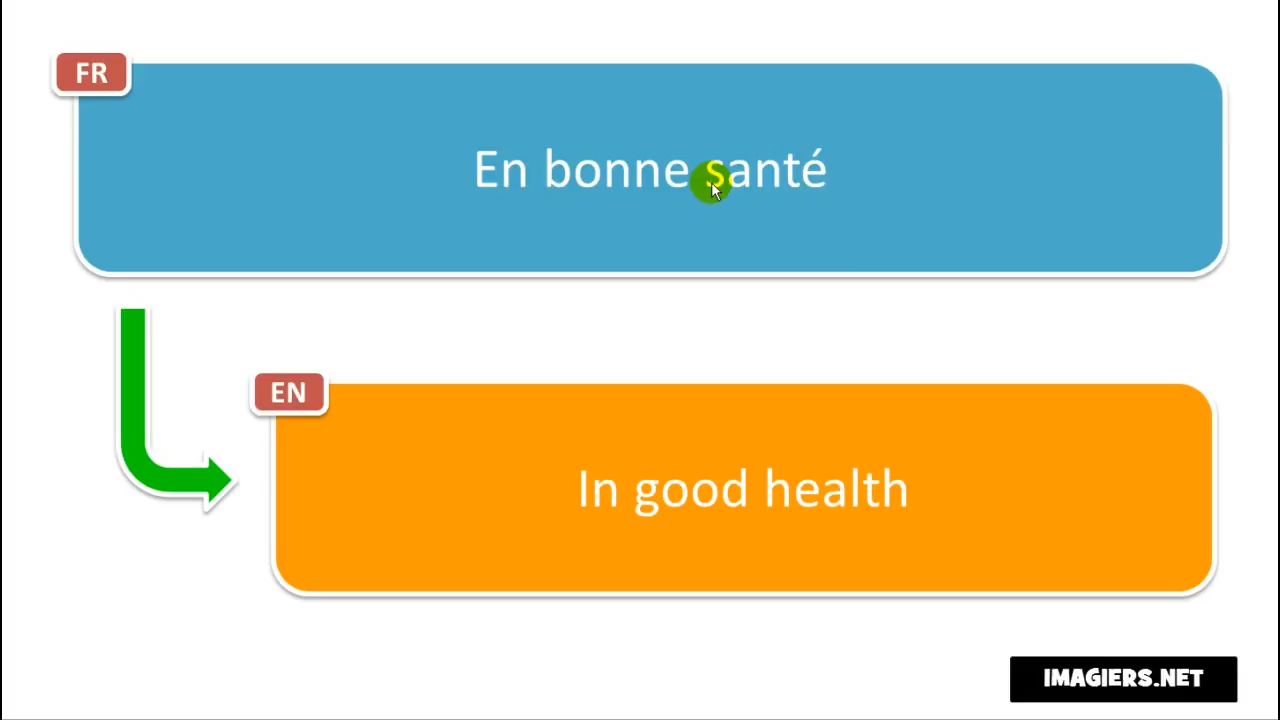 FR
En bonne santé
EN
In good health
IMAGIERS.NET